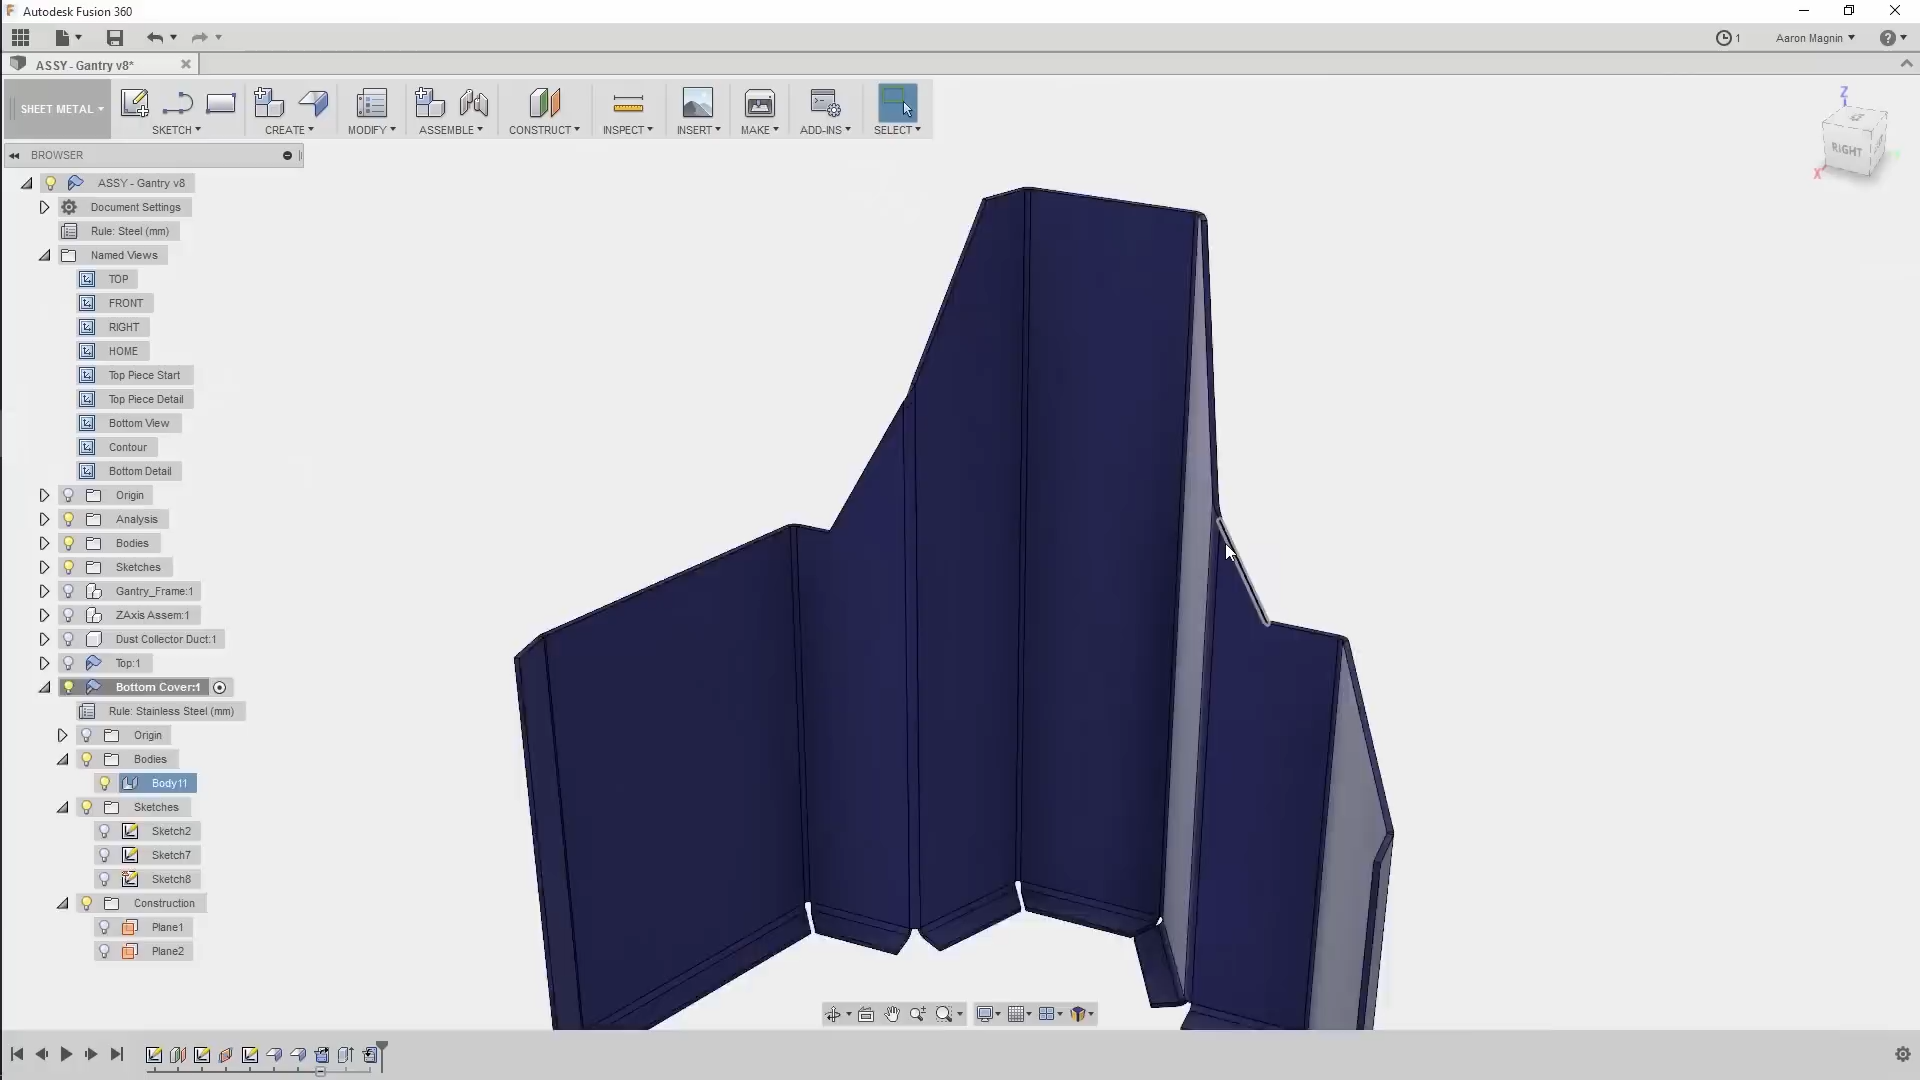 Autodesk Fusion 360
1
Aaron Magnin
ASSY - Gantry v8*
SHEET METAL
SKETCH
CREATE
MODIFY
ASSEMBLE
CONSTRUCT
INSPECT
INSERT
MAKE
ADD-INS
SELECT
Z
RIGHT
X
BROWSER
ASSY - Gantry v8
Document Settings
Rule: Steel (mm)
Named Views
TOP
FRONT
RIGHT
HOME
Top Piece Start
Top Piece Detail
Bottom View
Contour
Bottom Detail
Origin
Analysis
Bodies
Sketches
Gantry_Frame:1
ZAxis Assem:1
Dust Collector Duct:1
Top:1
Bottom Cover:1
Rule: Stainless Steel (mm)
Origin
Bodies
Body11
Sketches
Sketch2
Sketch7
Sketch8
Construction
Plane1
Plane2